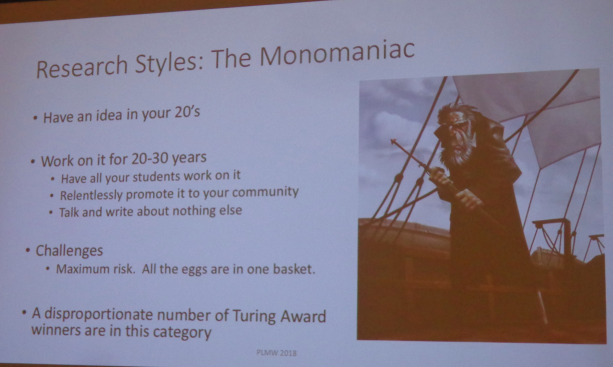 Research Styles: The Monomaniac
• Have an idea in your 20's
• Work on it for 20-30 years
• Have all your students work on it
• Relentlessly promote it to your community
• Talk and write about nothing else
• Challenges
• Maximum risk. All the eggs are in one basket.
• A disproportionate number of Turing Award
winners are in this category
PLMW 2018